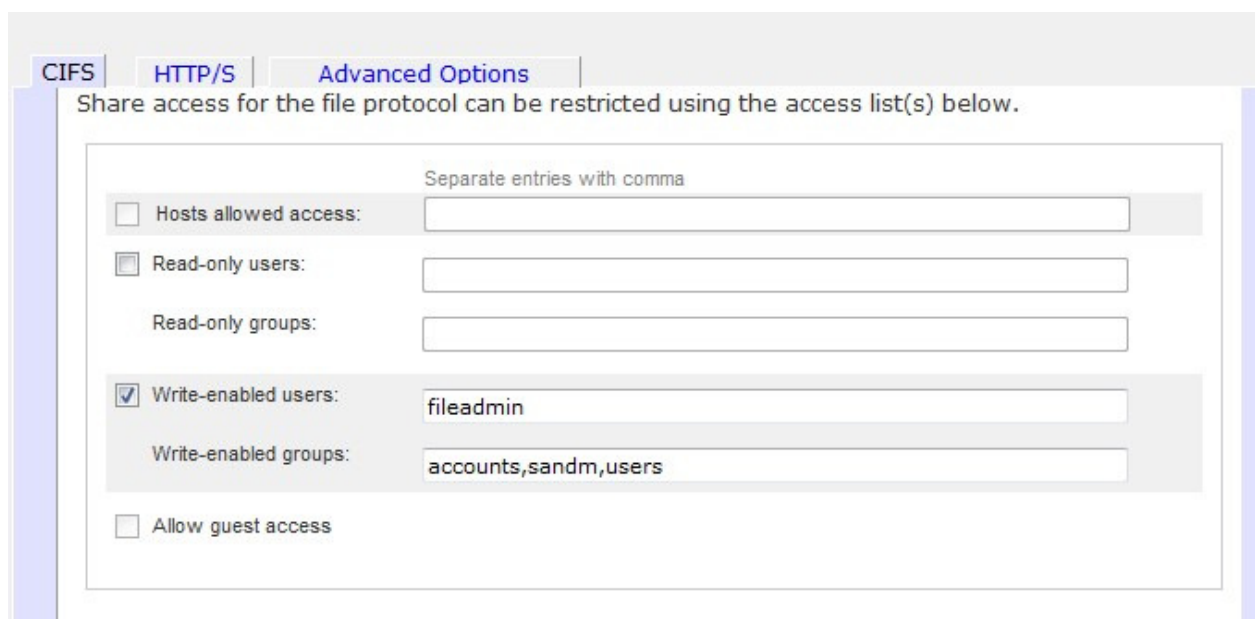 CIFS HTTP/S Advanced Options
Share access for the file protocol can be restricted using the access list(s) below.
Separate entries with comma
Hosts allowed access:
Read-only users:
Read-only groups:
Write-enabled users: fileadmin
Write-enabled groups: accounts,sandm,users
Allow guest access